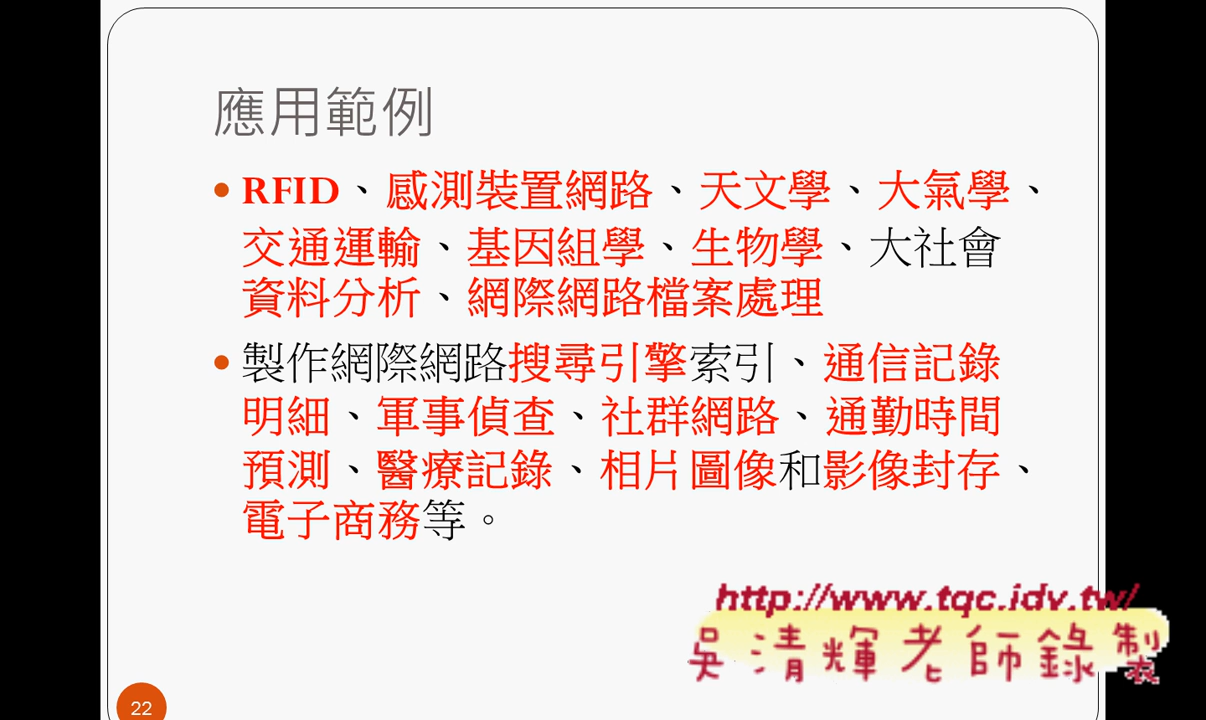 應用範例
• RFID、感測裝置網路、天文學、大氣學、
交通運輸、基因組學、生物學、大社會
資料分析、網際網路檔案處理
• 製作網際網路搜尋引擎索引、通信記錄
明細、軍事偵查、社群網路、通勤時間
預測、醫療記錄、相片圖像和影像封存、
電子商務等。
http://www.tqc.idv.tw/
吳清輝老師錄製
22